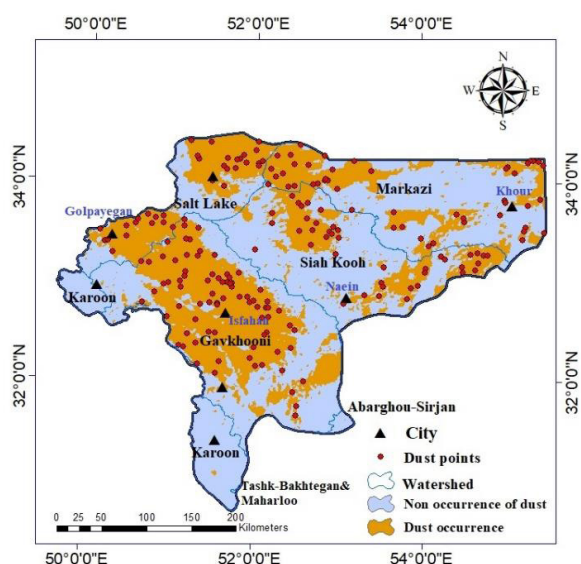 50°0'0"E 52°0'0"E 54°0'0"E
N
W E
S
34°0'0"N 34°0'0"N
Markazi
Khour
Salt Lake
Golpayegan
Siah Kooh
Naein
Karoon
Isfahan
Gavkhooni
32°0'0"N 32°0'0"N
Abarghou-Sirjan
City
Karoon
Dust points
Tashk-Bakhtegan&
Maharloo
Watershed
Non occurrence of dust
Dust occurrence
0 25 50 100 150 200
Kilometers
50°0'0"E 52°0'0"E 54°0'0"E